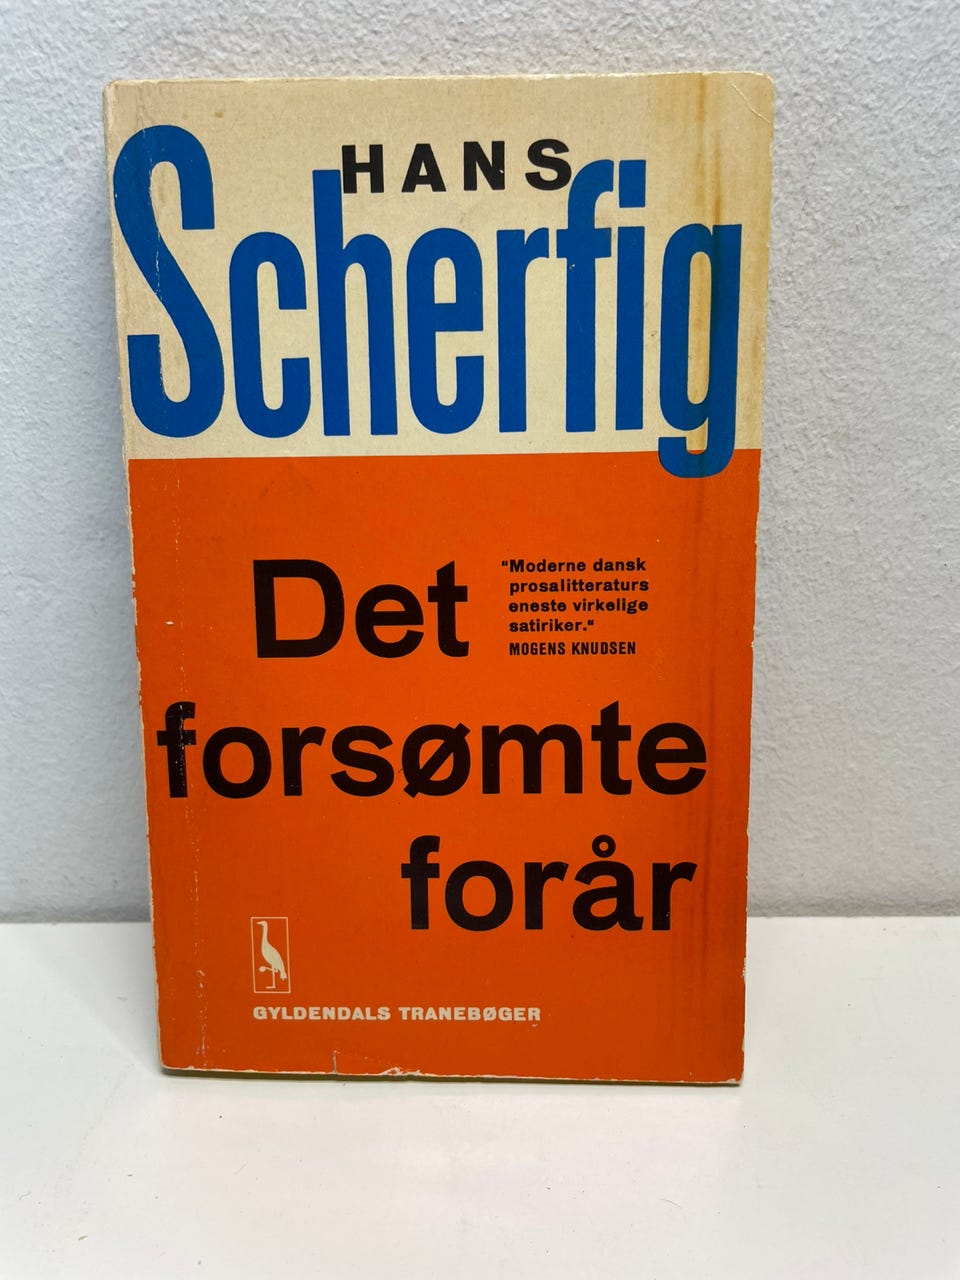 HANS
Scherfig
Det
"Moderne dansk
prosalitteraturs
eneste virkelige
satiriker."
MOGENS KNUDSEN
forsømte
forår
GYLDENDALS TRANEBØGER